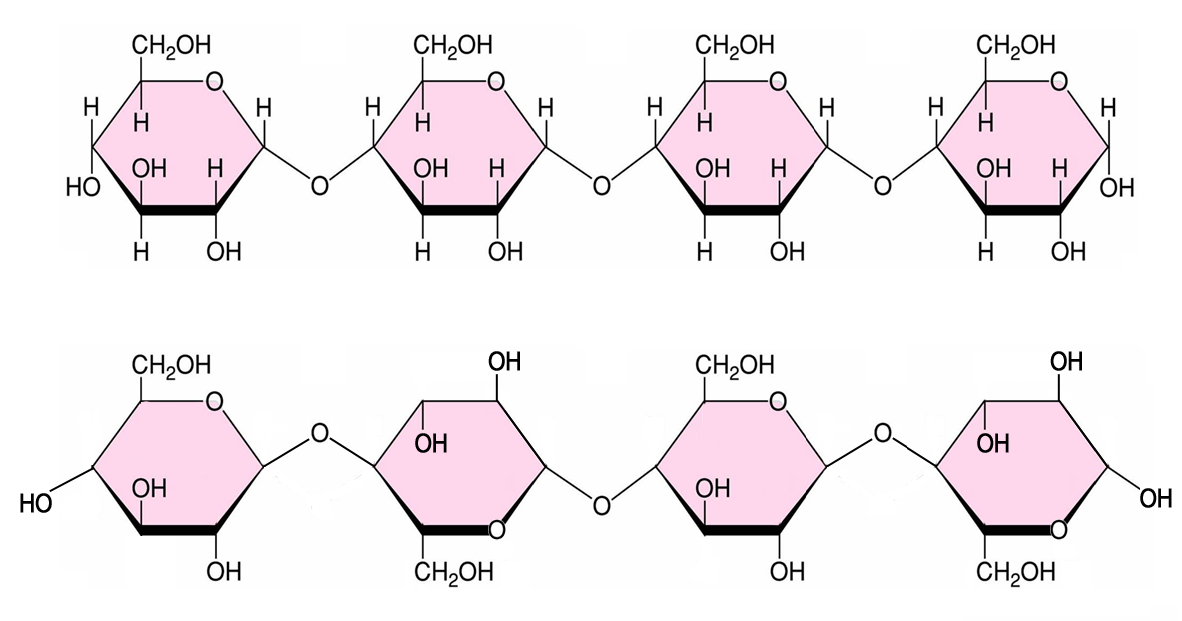 CH₂OH CH₂OH CH₂OH CH₂OH
O O O O
H H H H H H H H
H H H H
OH H OH H OH H OH H
HO O O O OH
H OH H OH H OH H OH
CH₂OH OH CH₂OH OH
O O
O O
OH OH
OH OH
HO O OH
O O
OH CH₂OH OH CH₂OH